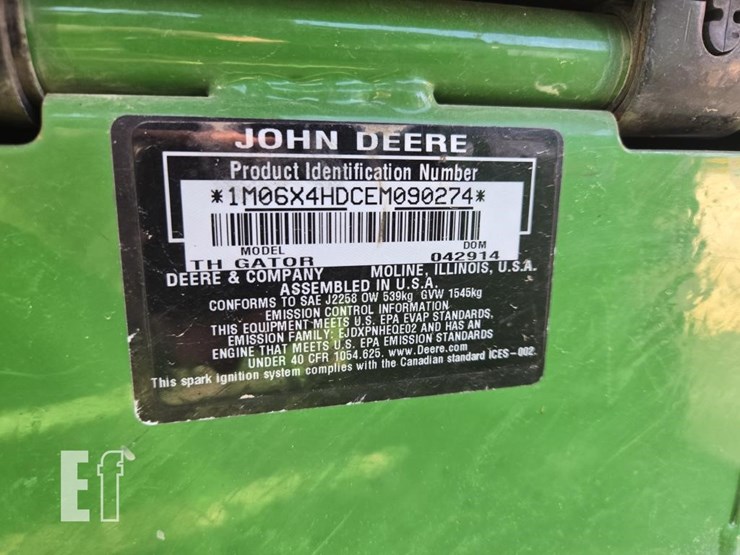 JOHN DEERE
Product Identification Number
*1M06X4HDCEM090274*
MODEL DOM
TH GATOR 042914
DEERE & COMPANY MOLINE, ILLINOIS, U.S.A.
ASSEMBLED IN U.S.A.
CONFORMS TO SAE J2258 OW 539kg GVW 1545kg
EMISSION CONTROL INFORMATION.
THIS EQUIPMENT MEETS U.S. EPA EVAP STANDARDS,
EMISSION FAMILY: EJDXPNHEQE02 AND HAS AN
ENGINE THAT MEETS U.S. EPA EMISSION STANDARDS
UNDER 40 CFR 1054.625. www.Deere.com
This spark ignition system complies with the Canadian standard ICES-002.
Ef